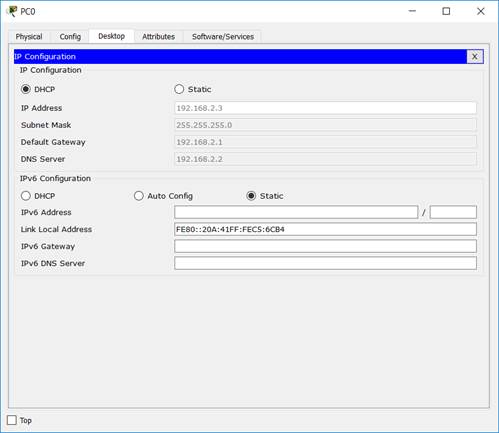 PC0
Physical Config Desktop Attributes Software/Services
IP Configuration X
IP Configuration
DHCP Static
IP Address 192.168.2.3
Subnet Mask 255.255.255.0
Default Gateway 192.168.2.1
DNS Server 192.168.2.2
IPv6 Configuration
DHCP Auto Config Static
IPv6 Address /
Link Local Address FE80::20A:41FF:FEC5:6CB4
IPv6 Gateway
IPv6 DNS Server
Top